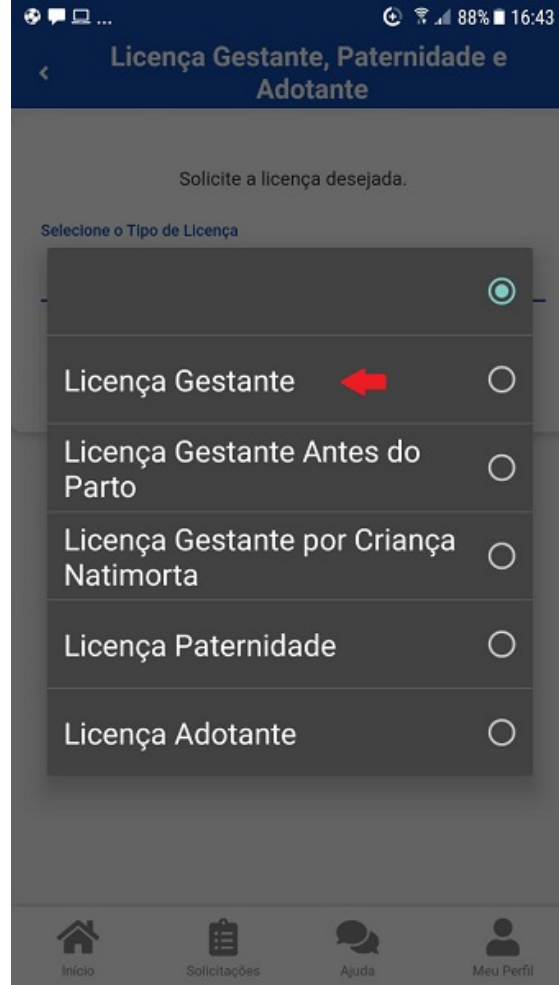 ... 88% 16:43
Licença Gestante, Paternidade e
Adotante
Solicite a licença desejada.
Selecione o Tipo de Licença
Licença Gestante
Licença Gestante Antes do
Parto
Licença Gestante por Criança
Natimorta
Licença Paternidade
Licença Adotante
Início Solicitações Ajuda Meu Perfil